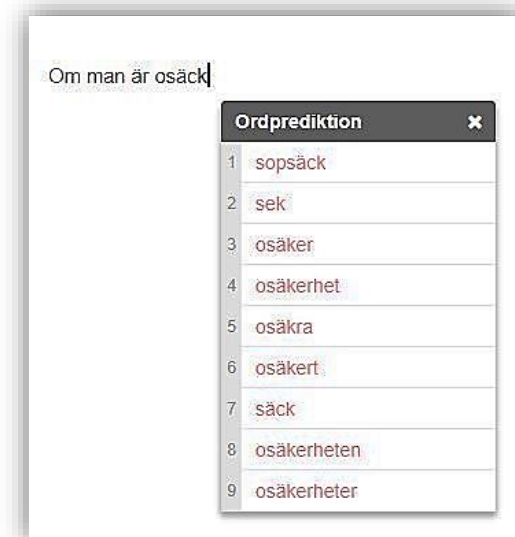 Om man är osäck
Ordprediktion ✖
1 sopsäck
2 sek
3 osäker
4 osäkerhet
5 osäkra
6 osäkert
7 säck
8 osäkerheten
9 osäkerheter